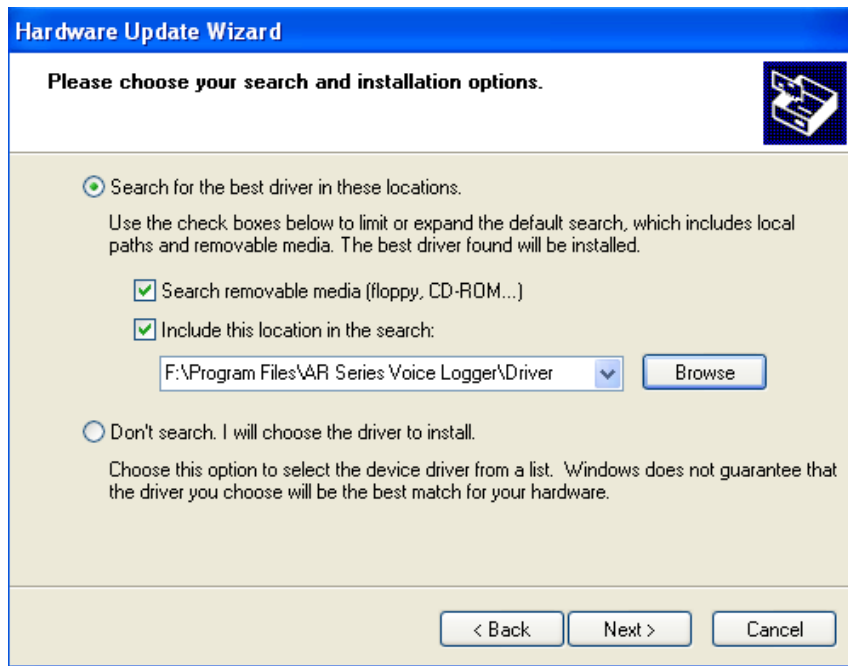 Hardware Update Wizard
Please choose your search and installation options.
Search for the best driver in these locations.
Use the check boxes below to limit or expand the default search, which includes local
paths and removable media. The best driver found will be installed.
Search removable media (floppy, CD-ROM...)
Include this location in the search:
F:\Program Files\AR Series Voice Logger\Driver
Browse
Don't search. I will choose the driver to install.
Choose this option to select the device driver from a list. Windows does not guarantee that
the driver you choose will be the best match for your hardware.
< Back Next > Cancel